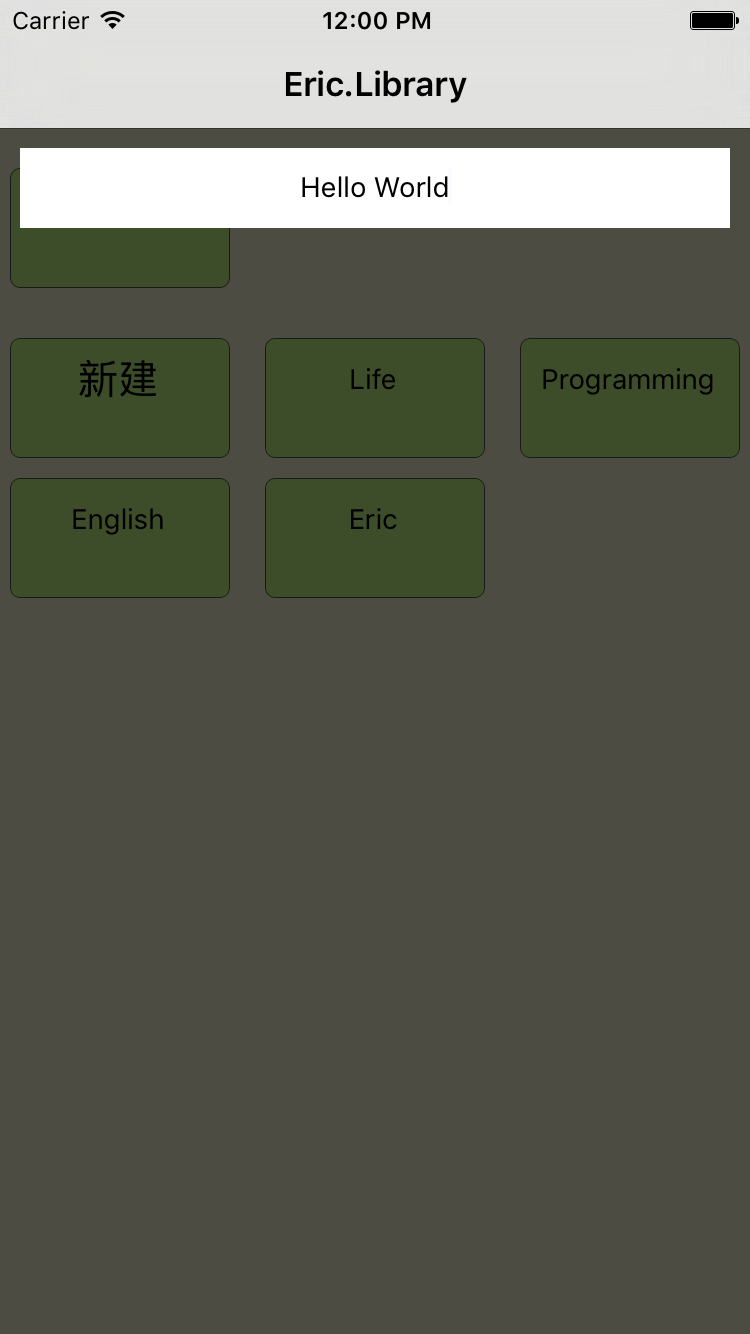 Carrier 12:00 PM
Eric.Library
Hello World
新建 Life Programming
English Eric